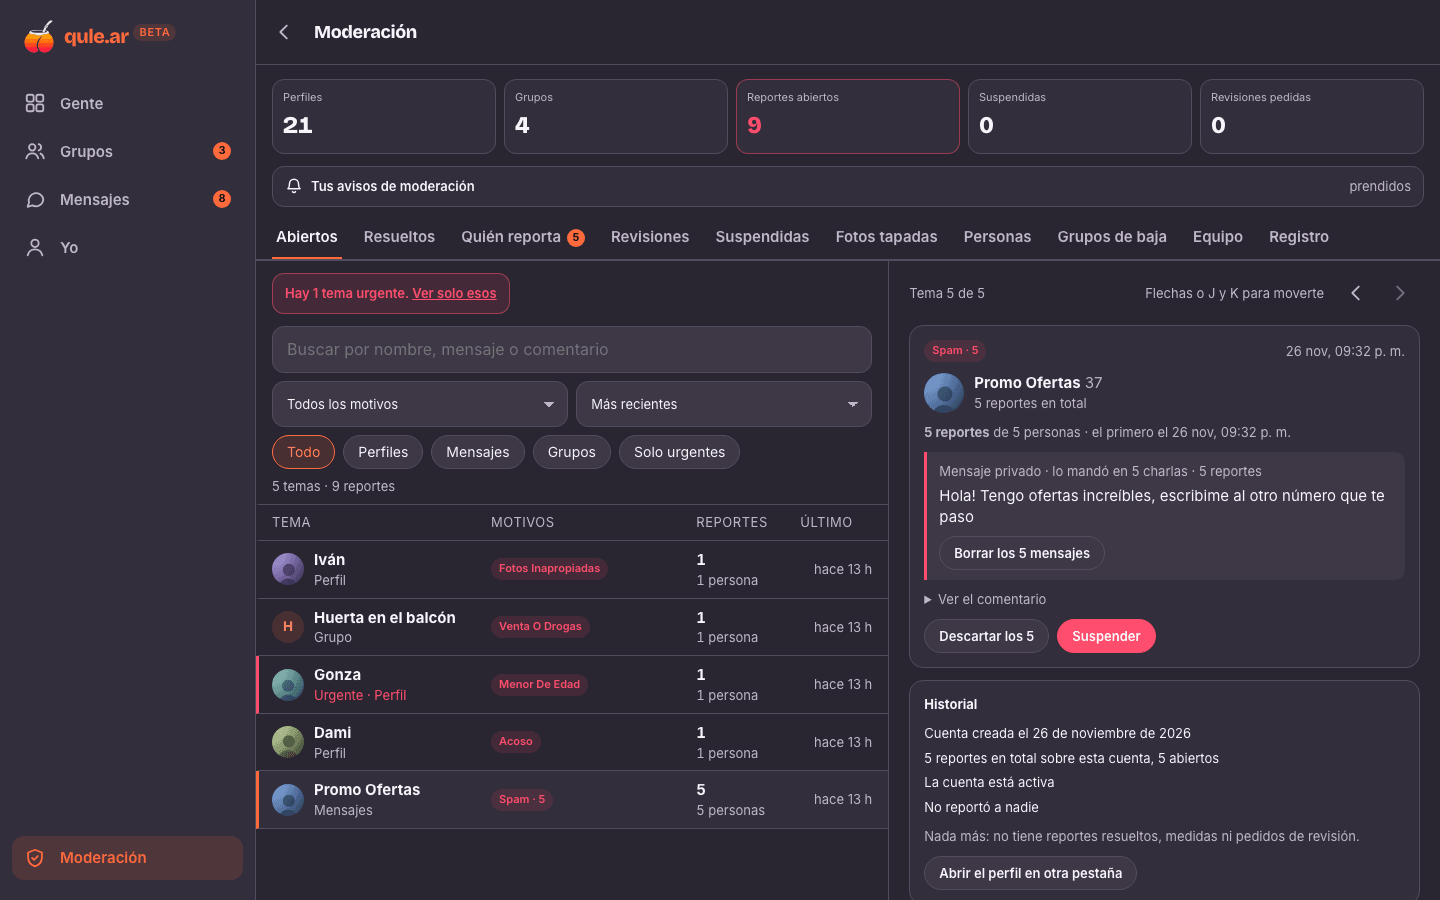 qule.ar BETA
Gente
Grupos 3
Mensajes 8
Yo
Moderación
Moderación
Perfiles
21
Grupos
4
Reportes abiertos
9
Suspendidas
0
Revisiones pedidas
0
Tus avisos de moderación prendidos
Abiertos Resueltos Quién reporta 5 Revisiones Suspendidas Fotos tapadas Personas Grupos de baja Equipo Registro
Hay 1 tema urgente. Ver solo esos
Buscar por nombre, mensaje o comentario
Todos los motivos Más recientes
Todo Perfiles Mensajes Grupos Solo urgentes
5 temas · 9 reportes
TEMA MOTIVOS REPORTES ÚLTIMO
Iván
Perfil
Fotos Inapropiadas
1
1 persona
hace 13 h
H
Huerta en el balcón
Grupo
Venta O Drogas
1
1 persona
hace 13 h
Gonza
Urgente · Perfil
Menor De Edad
1
1 persona
hace 13 h
Dami
Perfil
Acoso
1
1 persona
hace 13 h
Promo Ofertas
Mensajes
Spam · 5
5
5 personas
hace 13 h
Tema 5 de 5 Flechas o J y K para moverte
Spam · 5 26 nov, 09:32 p. m.
Promo Ofertas 37
5 reportes en total
5 reportes de 5 personas · el primero el 26 nov, 09:32 p. m.
Mensaje privado · lo mandó en 5 charlas · 5 reportes
Hola! Tengo ofertas increíbles, escribime al otro número que te
paso
Borrar los 5 mensajes
Ver el comentario
Descartar los 5 Suspender
Historial
Cuenta creada el 26 de noviembre de 2026
5 reportes en total sobre esta cuenta, 5 abiertos
La cuenta está activa
No reportó a nadie
Nada más: no tiene reportes resueltos, medidas ni pedidos de revisión.
Abrir el perfil en otra pestaña